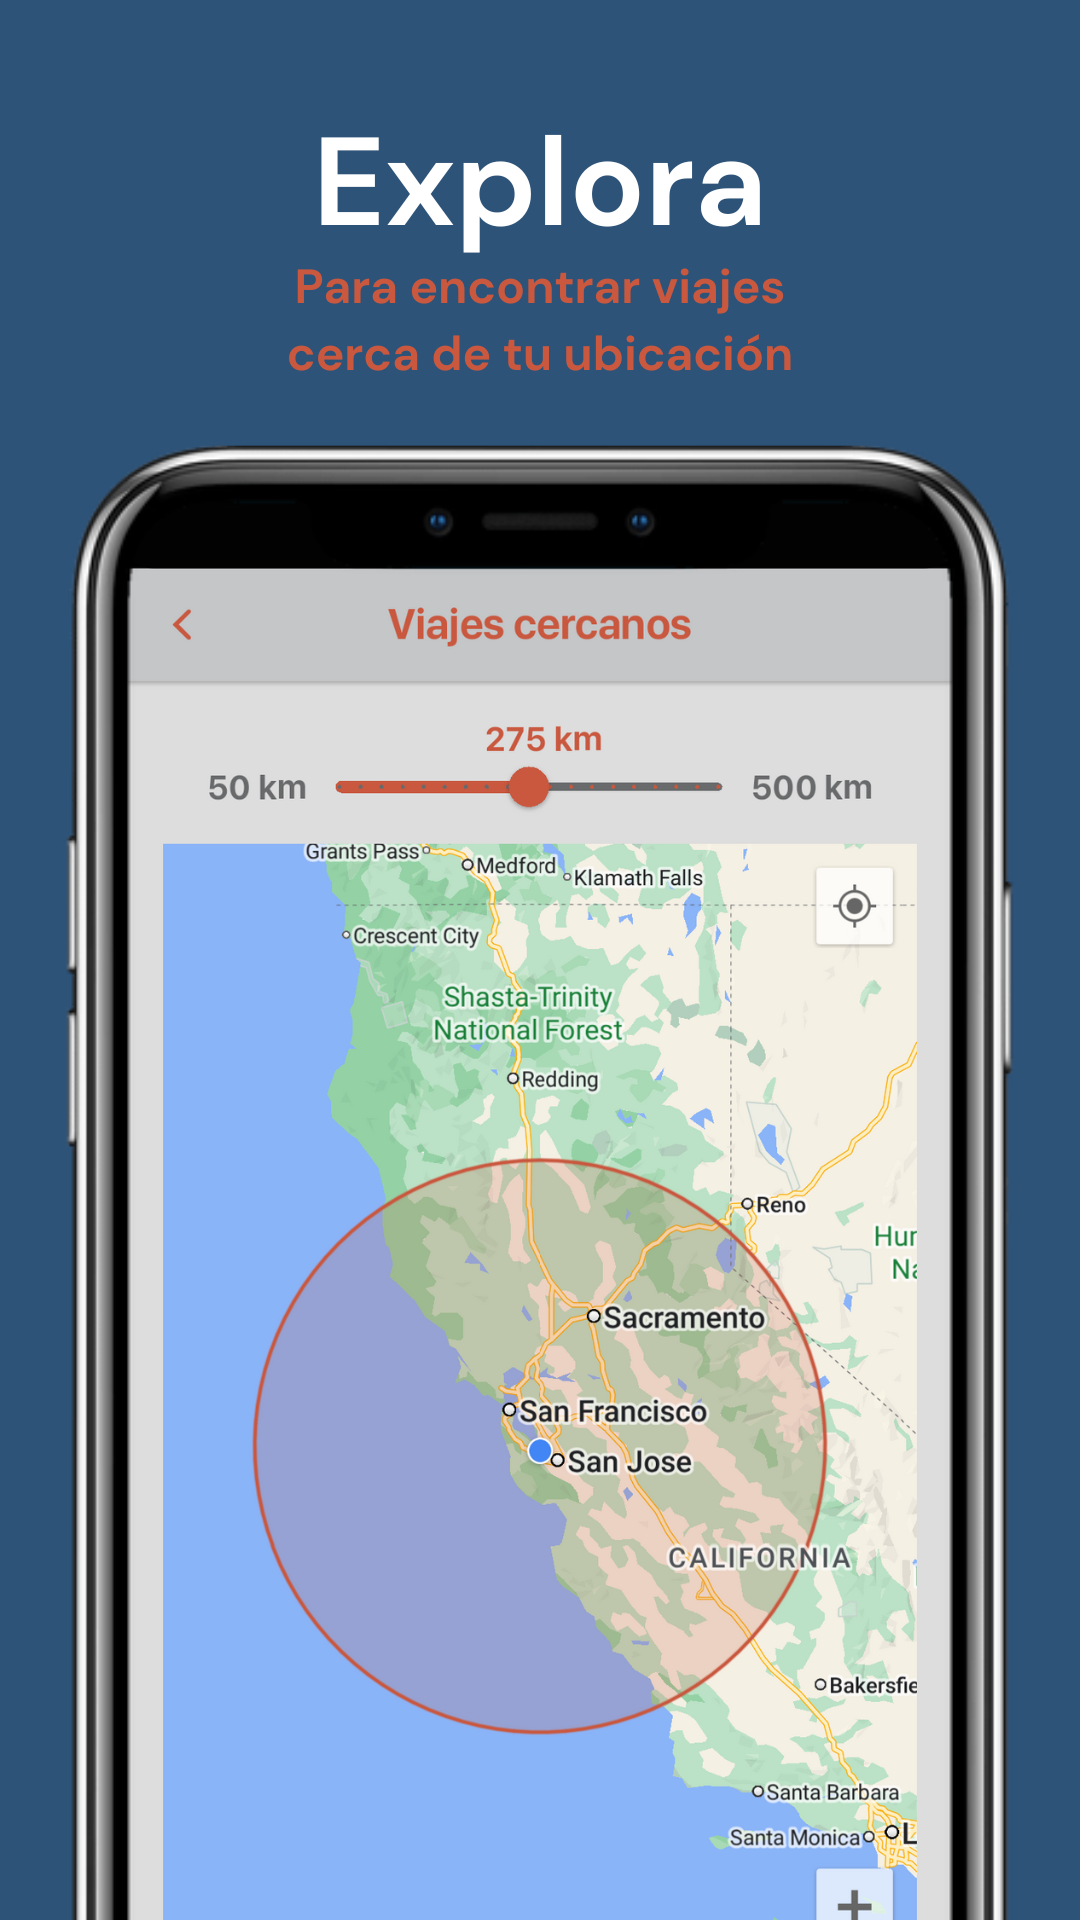 Explora
Para encontrar viajes
cerca de tu ubicación
Viajes cercanos
275 km
50 km
500 km
Grants Pass
Medford
Klamath Falls
Crescent City
Shasta-Trinity
National Forest
Redding
Reno
Hur
Na
Sacramento
San Francisco
San Jose
CALIFORNIA
Bakersfie
Santa Barbara
Santa Monica
L